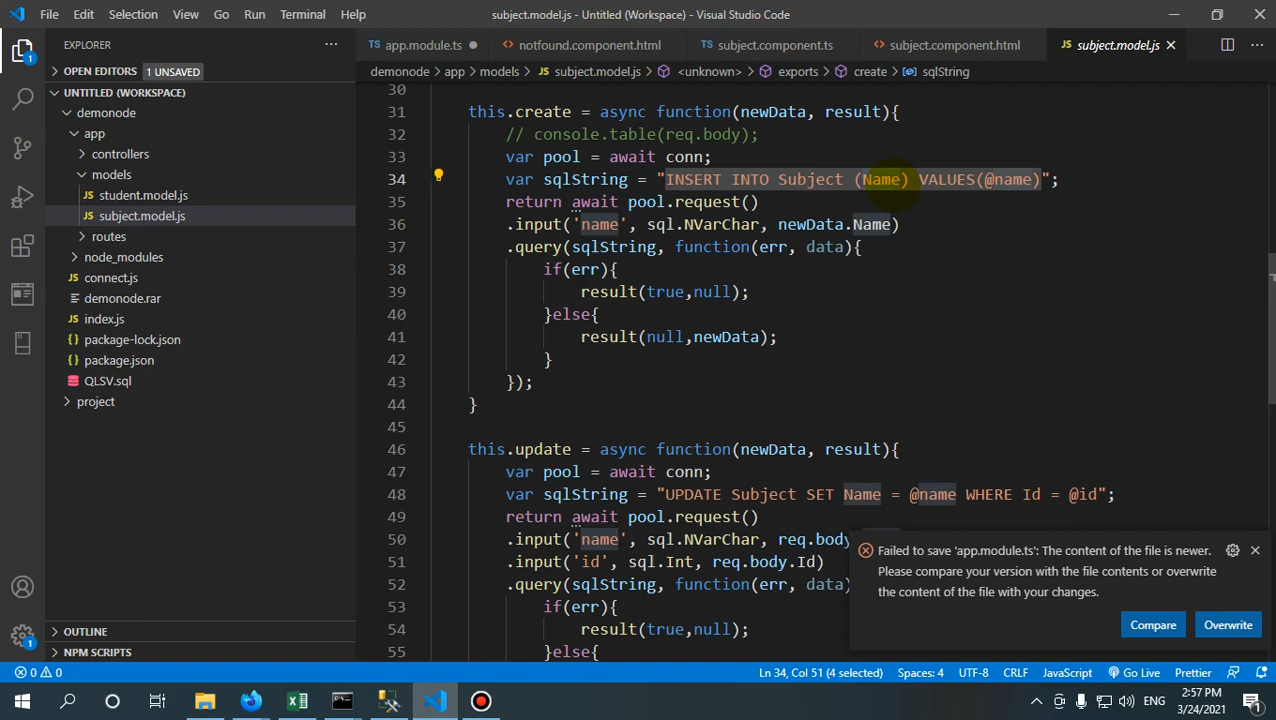 File Edit Selection View Go Run Terminal Help
subject.model.js - Untitled (Workspace) - Visual Studio Code
EXPLORER
app.module.ts
notfound.component.html
subject.component.ts
subject.component.html
subject.model.js
OPEN EDITORS 1 UNSAVED
demonode > app > models > subject.model.js > <unknown> > exports > create > sqlString
UNTITLED (WORKSPACE)
demonode
app
controllers
models
student.model.js
subject.model.js
routes
node_modules
connect.js
demonode.rar
index.js
package-lock.json
package.json
QLSV.sql
project
OUTLINE
NPM SCRIPTS
30
31 this.create = async function(newData, result){
32 // console.table(req.body);
33 var pool = await conn;
34 var sqlString = "INSERT INTO Subject (Name) VALUES(@name)";
35 return await pool.request()
36 .input('name', sql.NVarChar, newData.Name)
37 .query(sqlString, function(err, data){
38 if(err){
39 result(true,null);
40 }else{
41 result(null,newData);
42 }
43 });
44 }
45
46 this.update = async function(newData, result){
47 var pool = await conn;
48 var sqlString = "UPDATE Subject SET Name = @name WHERE Id = @id";
49 return await pool.request()
50 .input('name', sql.NVarChar, req.body
51 .input('id', sql.Int, req.body.Id)
52 .query(sqlString, function(err, data)
53 if(err){
54 result(true,null);
55 }else{
Failed to save 'app.module.ts': The content of the file is newer.
Please compare your version with the file contents or overwrite
the content of the file with your changes.
Compare Overwrite
1
1
0 0
Ln 34, Col 51 (4 selected) Spaces: 4 UTF-8 CRLF JavaScript Go Live Prettier
ENG
2:57 PM
3/24/2021
1